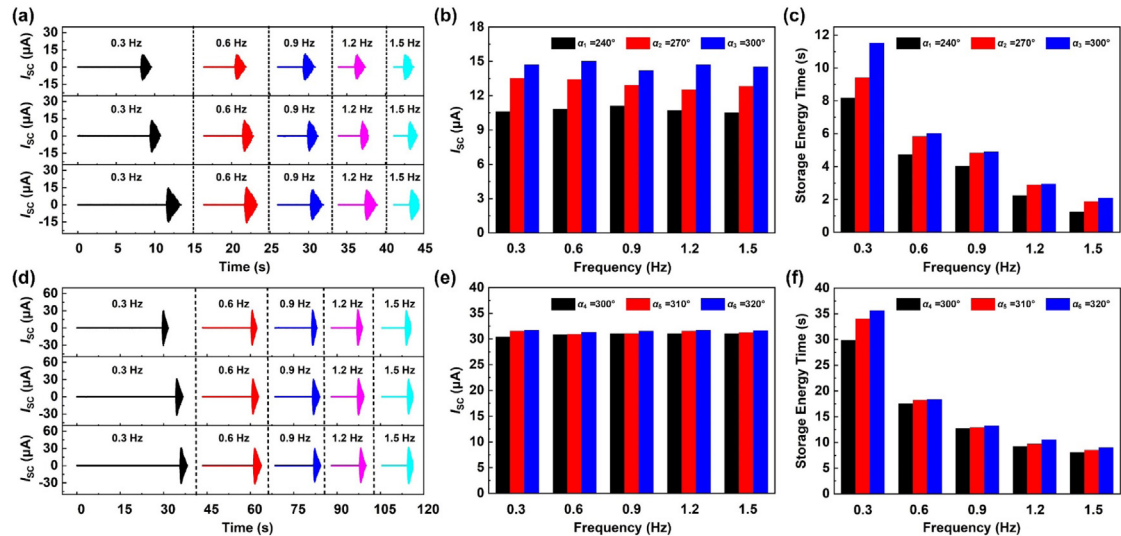 (a)
30
15
0
-15
I_SC (μA)
0.3 Hz
0.6 Hz
0.9 Hz
1.2 Hz
1.5 Hz
30
15
0
-15
I_SC (μA)
0.3 Hz
0.6 Hz
0.9 Hz
1.2 Hz
1.5 Hz
30
15
0
-15
I_SC (μA)
0.3 Hz
0.6 Hz
0.9 Hz
1.2 Hz
1.5 Hz
0 5 10 15 20 25 30 35 40 45
Time (s)
(b)
α₁ =240° α₂ =270° α₃ =300°
18
15
12
9
6
3
0
I_SC (μA)
0.3 0.6 0.9 1.2 1.5
Frequency (Hz)
(c)
α₁ =240° α₂ =270° α₃ =300°
12
10
8
6
4
2
0
Storage Energy Time (s)
0.3 0.6 0.9 1.2 1.5
Frequency (Hz)
(d)
60
30
0
-30
I_SC (μA)
0.3 Hz
0.6 Hz
0.9 Hz
1.2 Hz
1.5 Hz
60
30
0
-30
I_SC (μA)
0.3 Hz
0.6 Hz
0.9 Hz
1.2 Hz
1.5 Hz
60
30
0
-30
I_SC (μA)
0.3 Hz
0.6 Hz
0.9 Hz
1.2 Hz
1.5 Hz
0 15 30 45 60 75 90 105 120
Time (s)
(e)
α₄ =300° α₅ =310° α₆ =320°
40
35
30
25
20
15
10
5
0
I_SC (μA)
0.3 0.6 0.9 1.2 1.5
Frequency (Hz)
(f)
α₄ =300° α₅ =310° α₆ =320°
40
35
30
25
20
15
10
5
0
Storage Energy Time (s)
0.3 0.6 0.9 1.2 1.5
Frequency (Hz)